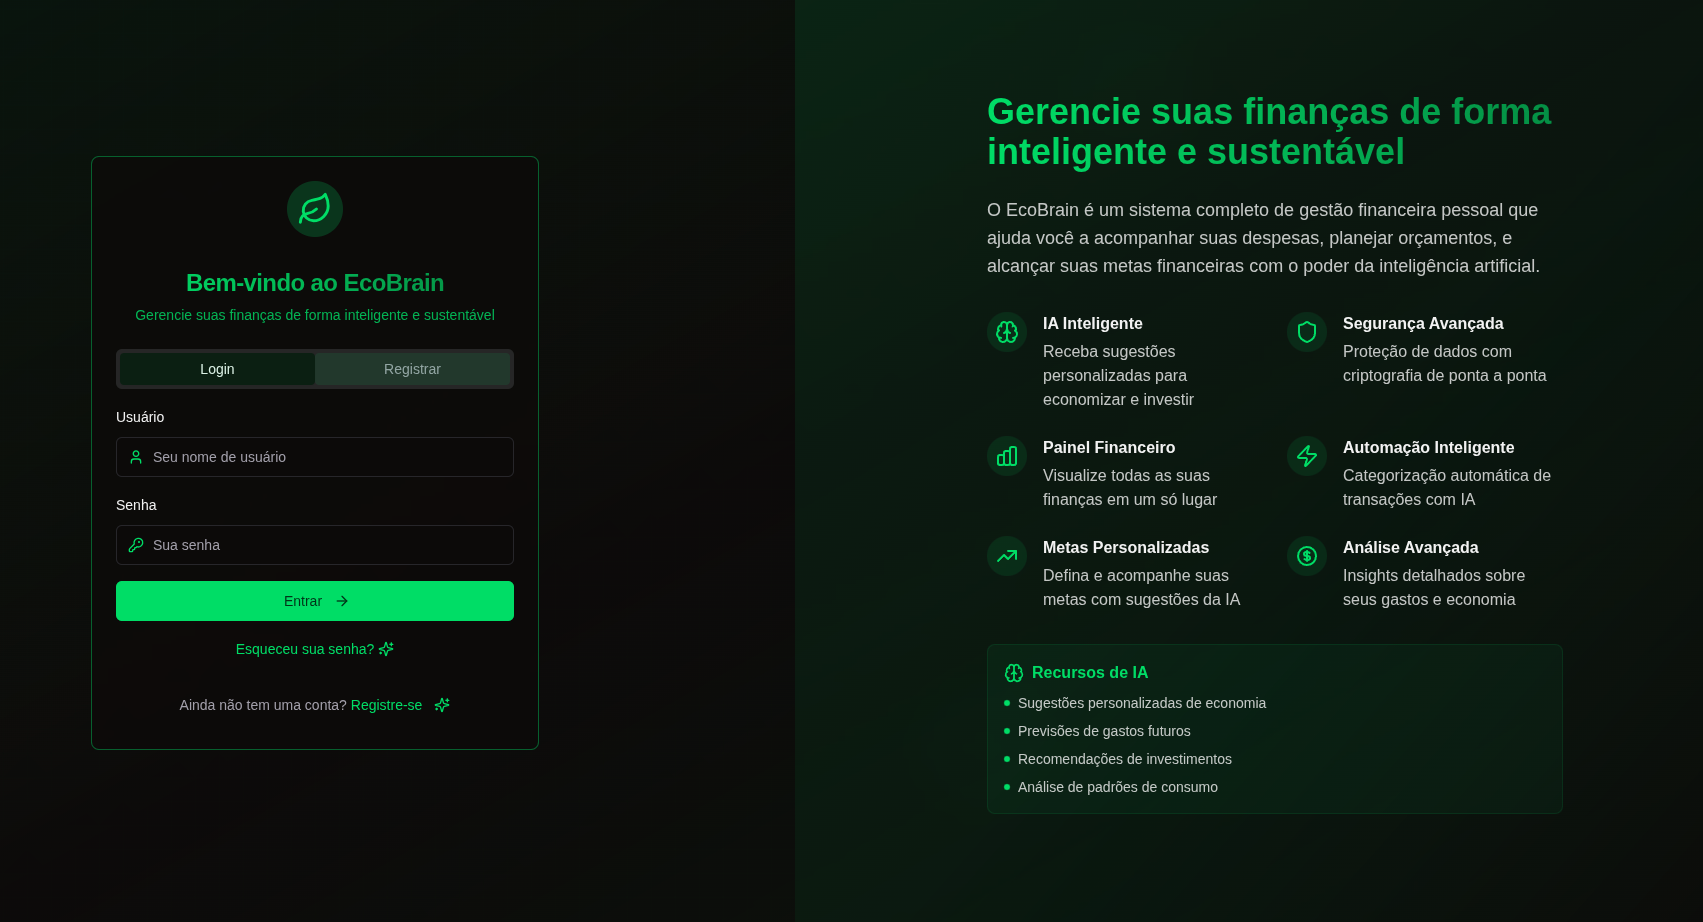 Bem-vindo ao EcoBrain
Gerencie suas finanças de forma inteligente e sustentável
Login
Registrar
Usuário
Seu nome de usuário
Senha
Sua senha
Entrar
Esqueceu sua senha?
Ainda não tem uma conta? Registre-se
Gerencie suas finanças de forma
inteligente e sustentável
O EcoBrain é um sistema completo de gestão financeira pessoal que
ajuda você a acompanhar suas despesas, planejar orçamentos, e
alcançar suas metas financeiras com o poder da inteligência artificial.
IA Inteligente
Receba sugestões
personalizadas para
economizar e investir
Segurança Avançada
Proteção de dados com
criptografia de ponta a ponta
Painel Financeiro
Visualize todas as suas
finanças em um só lugar
Automação Inteligente
Categorização automática de
transações com IA
Metas Personalizadas
Defina e acompanhe suas
metas com sugestões da IA
Análise Avançada
Insights detalhados sobre
seus gastos e economia
Recursos de IA
Sugestões personalizadas de economia
Previsões de gastos futuros
Recomendações de investimentos
Análise de padrões de consumo